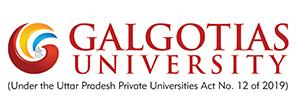 GALGOTIAS
UNIVERSITY
(Under the Uttar Pradesh Private Universities Act No. 12 of 2019)